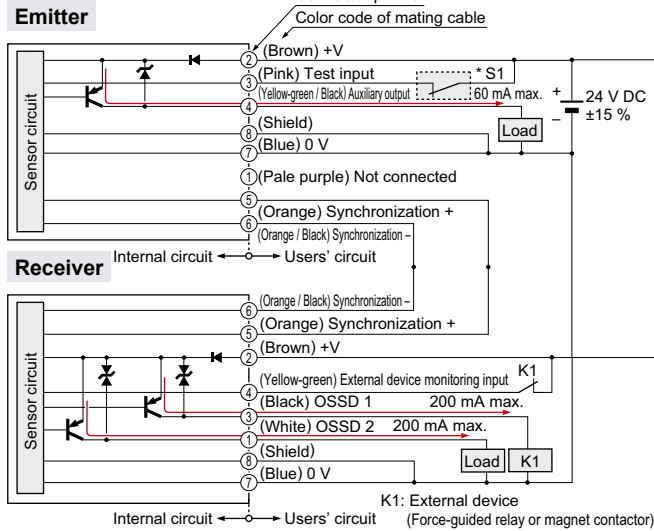 Emitter
Color code of mating cable
Sensor circuit
2 (Brown) +V
3 (Pink) Test input
* S1
4 (Yellow-green / Black) Auxiliary output
60 mA max.
+
–
24 V DC
±15 %
Load
8 (Shield)
7 (Blue) 0 V
1 (Pale purple) Not connected
5 (Orange) Synchronization +
6 (Orange / Black) Synchronization –
Internal circuit
Users' circuit
Receiver
Sensor circuit
6 (Orange / Black) Synchronization –
5 (Orange) Synchronization +
2 (Brown) +V
4 (Yellow-green) External device monitoring input
K1
3 (Black) OSSD 1 200 mA max.
1 (White) OSSD 2 200 mA max.
8 (Shield)
Load
K1
7 (Blue) 0 V
K1: External device
(Force-guided relay or magnet contactor)
Internal circuit
Users' circuit